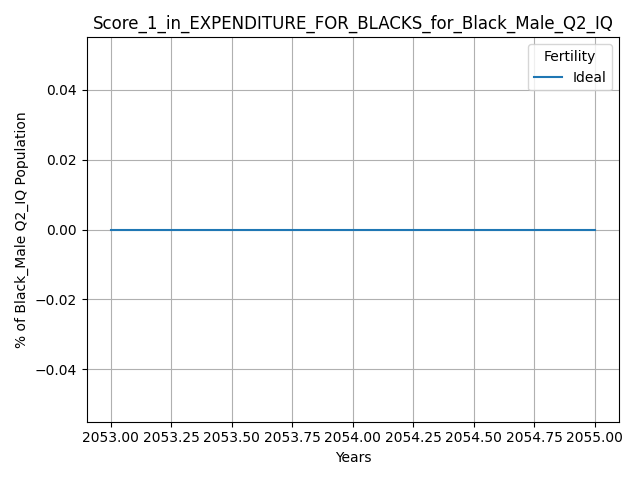 Score_1_in_EXPENDITURE_FOR_BLACKS_for_Black_Male_Q2_IQ
Fertility
Ideal
0.04
0.02
0.00
−0.02
−0.04
% of Black_Male Q2_IQ Population
2053.00 2053.25 2053.50 2053.75 2054.00 2054.25 2054.50 2054.75 2055.00
Years